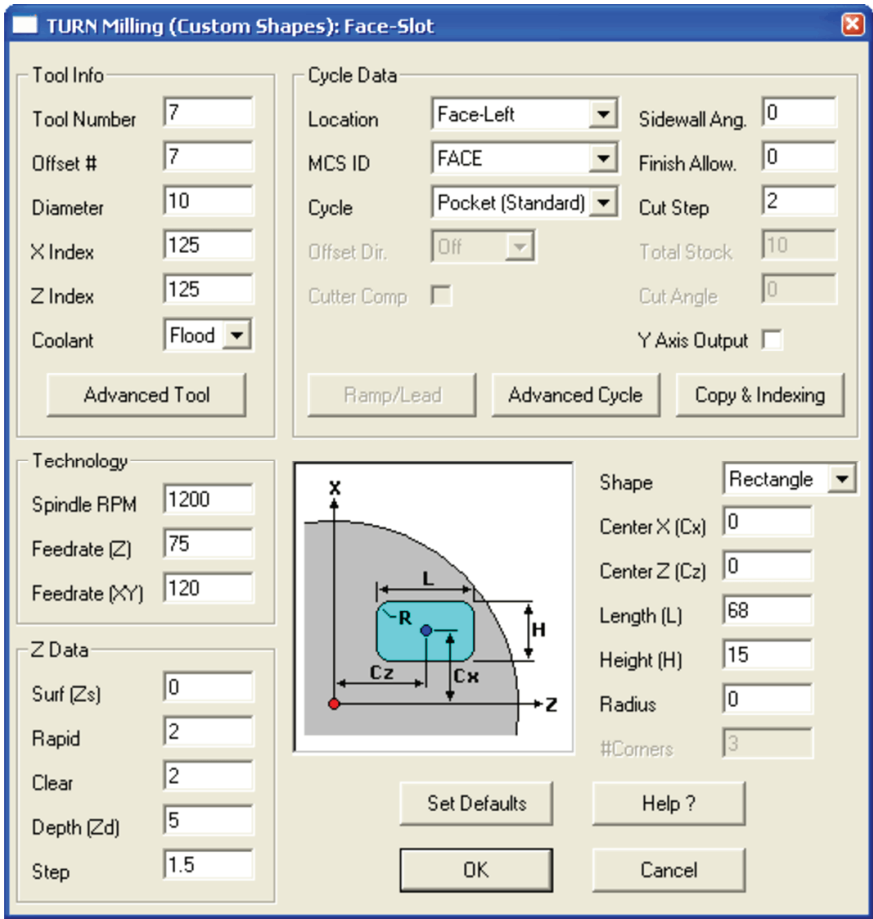 TURN Milling (Custom Shapes): Face-Slot
Tool Info
Tool Number 7
Offset # 7
Diameter 10
X Index 125
Z Index 125
Coolant Flood
Advanced Tool
Cycle Data
Location Face-Left
MCS ID FACE
Cycle Pocket (Standard)
Offset Dir. Off
Cutter Comp
Sidewall Ang. 0
Finish Allow. 0
Cut Step 2
Total Stock 10
Cut Angle 0
Y Axis Output
Ramp/Lead
Advanced Cycle
Copy & Indexing
Technology
Spindle RPM 1200
Feedrate (Z) 75
Feedrate (XY) 120
Z Data
Surf (Zs) 0
Rapid 2
Clear 2
Depth (Zd) 5
Step 1.5
X
L
R
H
Cz
Cx
Z
Shape Rectangle
Center X (Cx) 0
Center Z (Cz) 0
Length (L) 68
Height (H) 15
Radius 0
#Corners 3
Set Defaults
Help ?
OK
Cancel